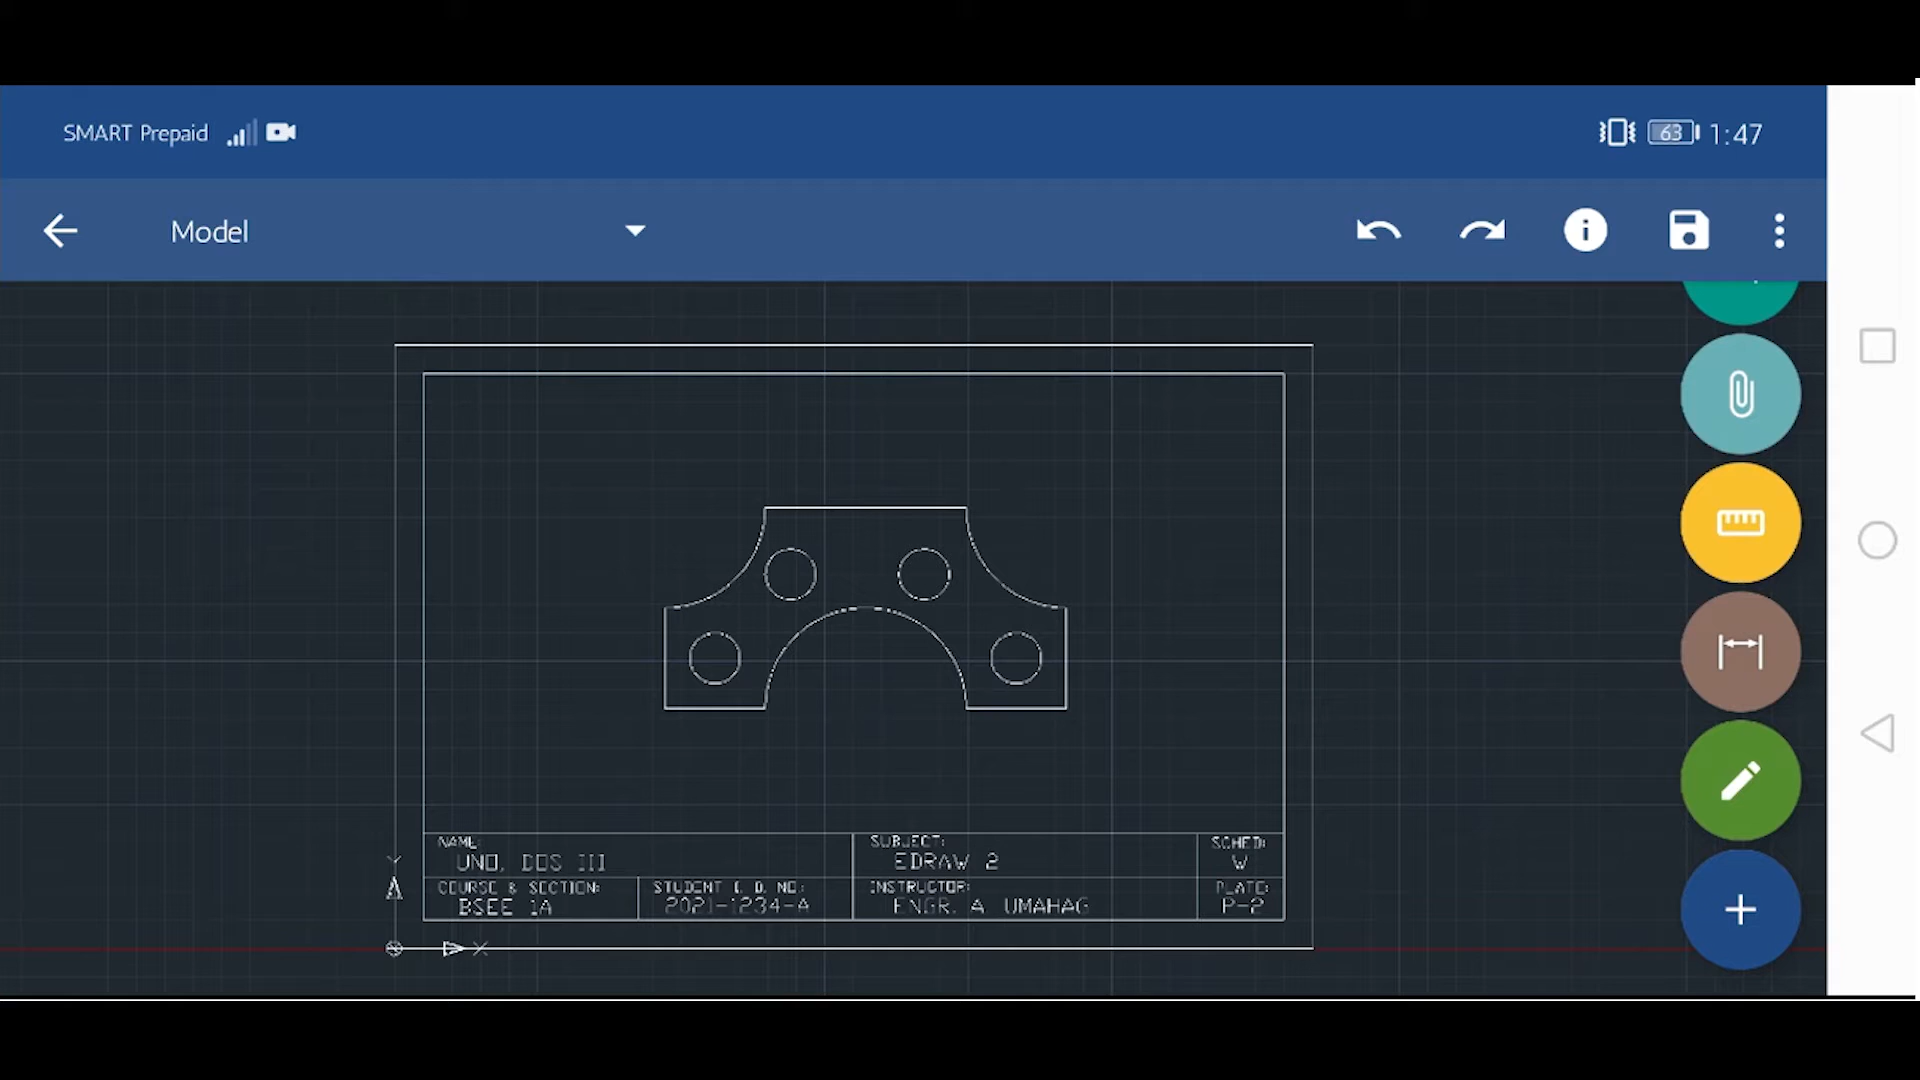 SMART Prepaid 63 1:47
Model
NAME: SUBJECT: SCHED:
UNO, DOS III EDRAW 2 W
COURSE & SECTION: STUDENT I. D. NO.: INSTRUCTOR: PLATE:
BSEE 1A 2021-1234-A ENGR. A UMAHAG P-2
Y
X